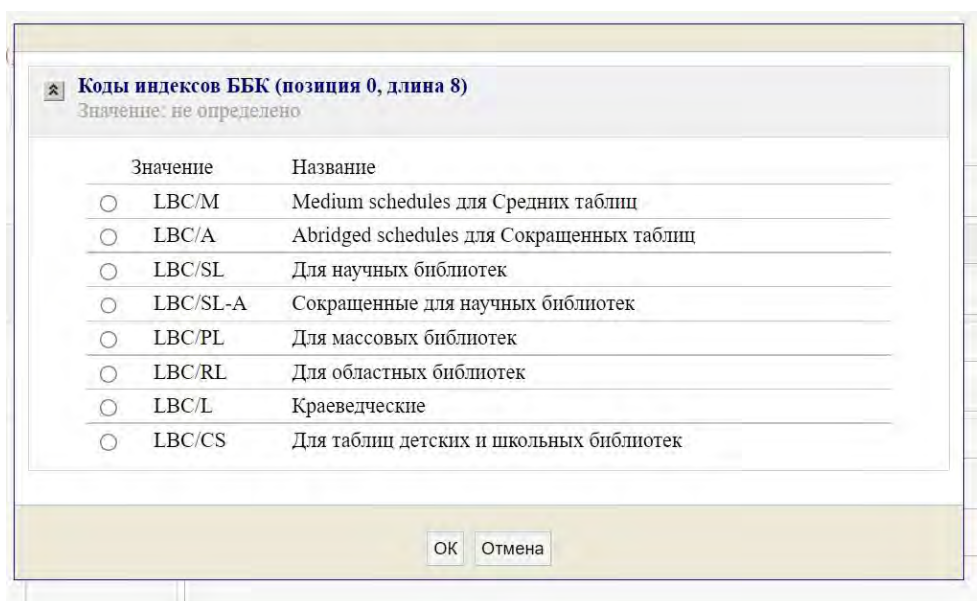 Коды индексов ББК (позиция 0, длина 8)
Значение: не определено
Значение Название
LBC/M Medium schedules для Средних таблиц
LBC/A Abridged schedules для Сокращенных таблиц
LBC/SL Для научных библиотек
LBC/SL-A Сокращенные для научных библиотек
LBC/PL Для массовых библиотек
LBC/RL Для областных библиотек
LBC/L Краеведческие
LBC/CS Для таблиц детских и школьных библиотек
ОК Отмена